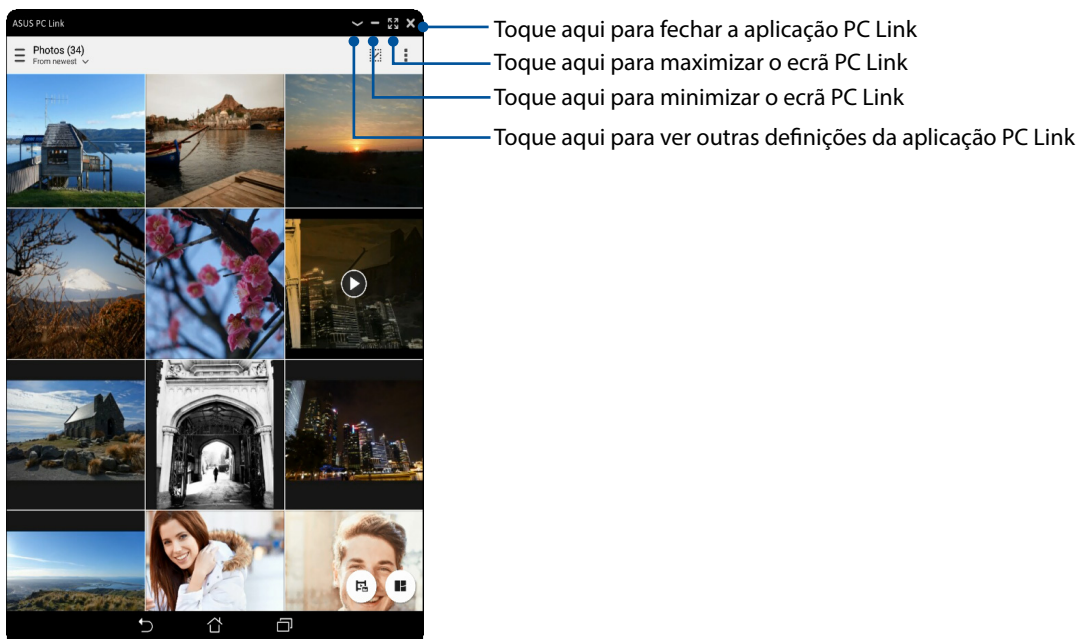 ASUS PC Link
Photos (34)
From newest
Toque aqui para fechar a aplicação PC Link
Toque aqui para maximizar o ecrã PC Link
Toque aqui para minimizar o ecrã PC Link
Toque aqui para ver outras definições da aplicação PC Link